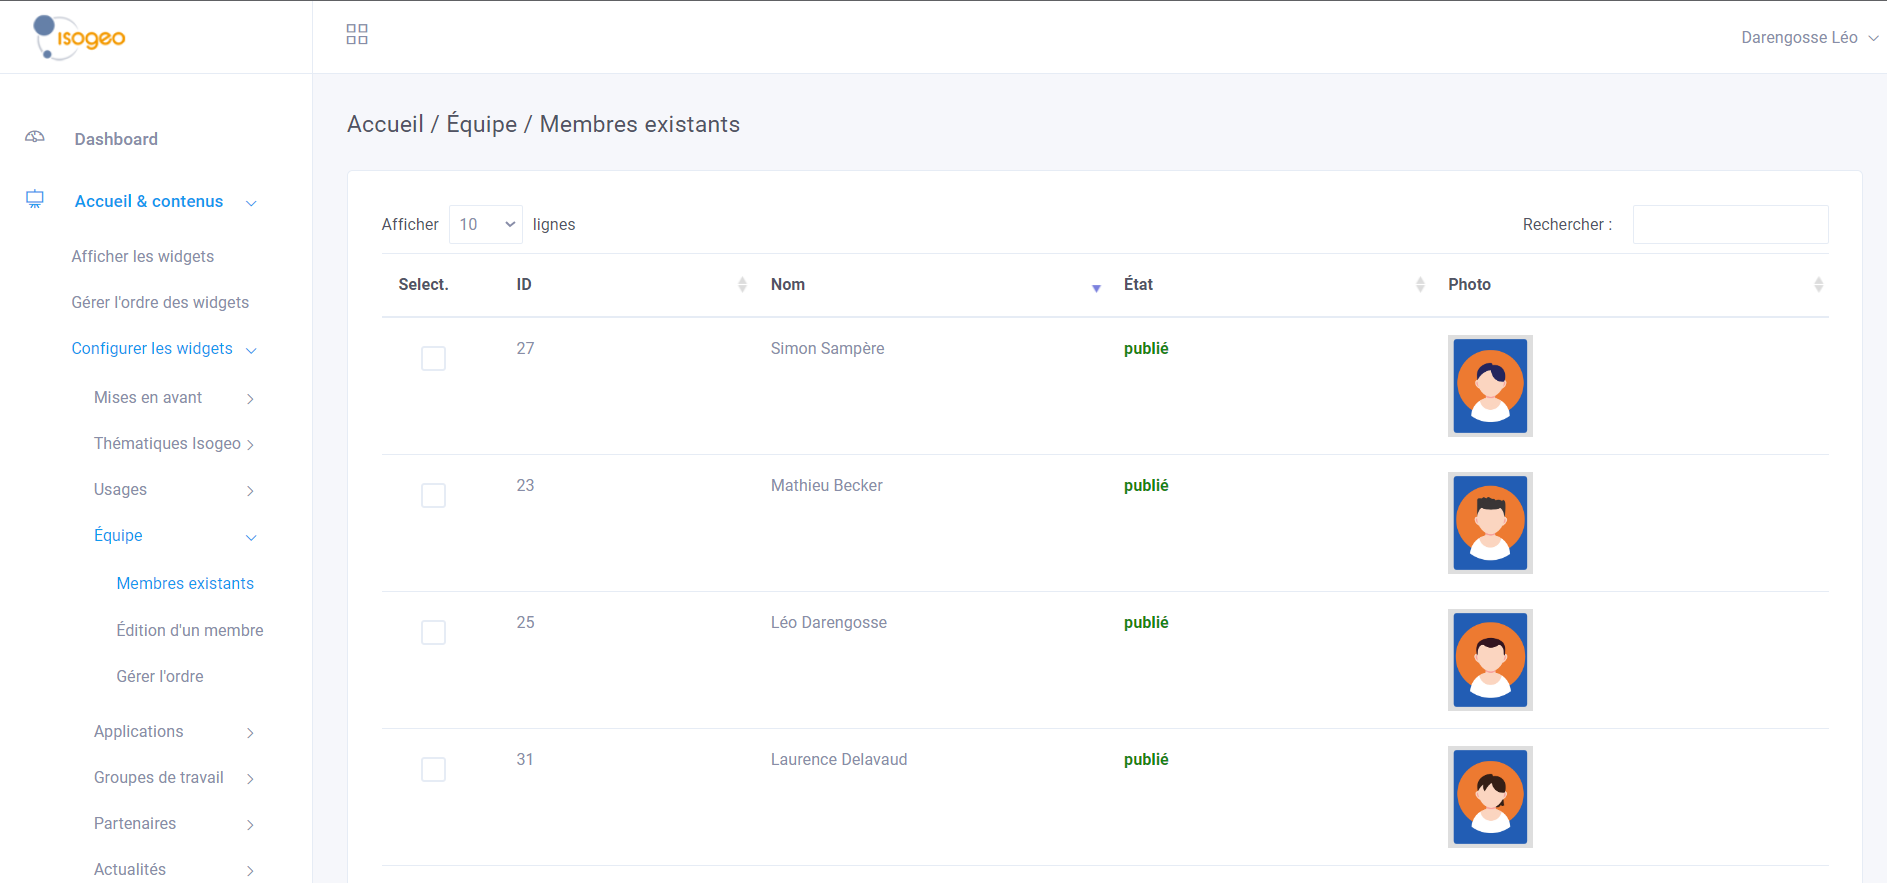 isogeo
Darengosse Léo
Dashboard
Accueil & contenus
Afficher les widgets
Gérer l'ordre des widgets
Configurer les widgets
Mises en avant
Thématiques Isogeo
Usages
Équipe
Membres existants
Édition d'un membre
Gérer l'ordre
Applications
Groupes de travail
Partenaires
Actualités
Accueil / Équipe / Membres existants
Afficher 10 lignes
Rechercher :
Select. ID Nom État Photo
27 Simon Sampère publié
23 Mathieu Becker publié
25 Léo Darengosse publié
31 Laurence Delavaud publié